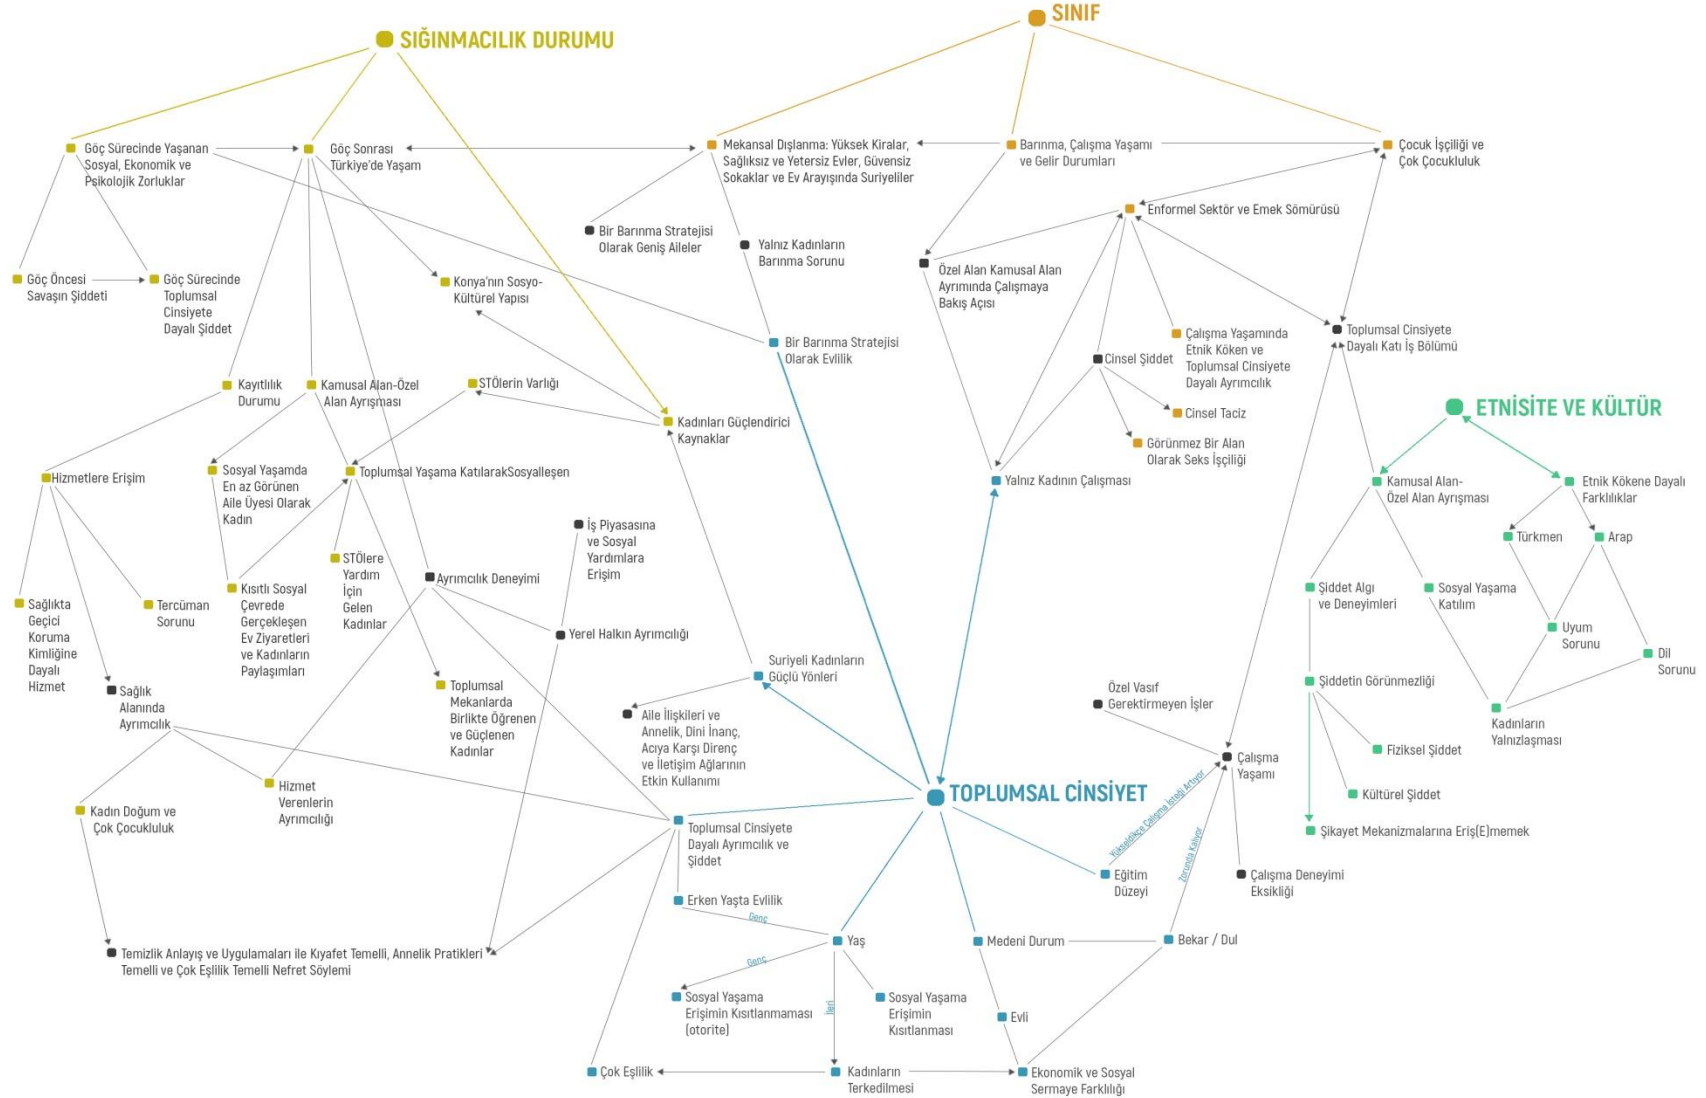 SIĞINMACILIK DURUMU
SINIF
Göç Sürecinde Yaşanan
Sosyal, Ekonomik ve
Psikolojik Zorluklar
Göç Sonrası
Türkiye'de Yaşam
Mekansal Dışlanma: Yüksek Kiralar,
Sağlıksız ve Yetersiz Evler, Güvensiz
Sokaklar ve Ev Arayışında Suriyeliler
Barınma, Çalışma Yaşamı
ve Gelir Durumları
Çocuk İşçiliği ve
Çok Çocukluluk
Enformel Sektör ve Emek Sömürüsü
Bir Barınma Stratejisi
Olarak Geniş Aileler
Yalnız Kadınların
Barınma Sorunu
Özel Alan Kamusal Alan
Ayrımında Çalışmaya
Bakış Açısı
Göç Öncesi
Savaşın Şiddeti
Göç Sürecinde
Toplumsal
Cinsiyete
Dayalı Şiddet
Konya'nın Sosyo-
Kültürel Yapısı
Bir Barınma Stratejisi
Olarak Evlilik
Çalışma Yaşamında
Etnik Köken ve
Toplumsal Cinsiyete
Dayalı Ayrımcılık
Toplumsal Cinsiyete
Dayalı Katı İş Bölümü
Cinsel Şiddet
Kayıtlılık
Durumu
Kamusal Alan-Özel
Alan Ayrışması
STÖlerin Varlığı
Kadınları Güçlendirici
Kaynaklar
Cinsel Taciz
Görünmez Bir Alan
Olarak Seks İşçiliği
ETNİSİTE VE KÜLTÜR
Hizmetlere Erişim
Sosyal Yaşamda
En az Görünen
Aile Üyesi Olarak
Kadın
Toplumsal Yaşama KatılarakSosyalleşen
Yalnız Kadının Çalışması
Kamusal Alan-
Özel Alan Ayrışması
Etnik Kökene Dayalı
Farklılıklar
İş Piyasasına
ve Sosyal
Yardımlara
Erişim
Türkmen
Arap
STÖlere
Yardım
İçin
Gelen
Kadınlar
Ayrımcılık Deneyimi
Kısıtlı Sosyal
Çevrede
Gerçekleşen
Ev Ziyaretleri
ve Kadınların
Paylaşımları
Sağlıkta
Geçici
Koruma
Kimliğine
Dayalı
Hizmet
Tercüman
Sorunu
Şiddet Algı
ve Deneyimleri
Sosyal Yaşama
Katılım
Uyum
Sorunu
Dil
Sorunu
Yerel Halkın Ayrımcılığı
Suriyeli Kadınların
Güçlü Yönleri
Sağlık
Alanında
Ayrımcılık
Toplumsal
Mekanlarda
Birlikte Öğrenen
ve Güçlenen
Kadınlar
Aile İlişkileri ve
Annelik, Dini İnanç,
Acıya Karşı Direnç
ve İletişim Ağlarının
Etkin Kullanımı
Özel Vasıf
Gerektirmeyen İşler
Şiddetin Görünmezliği
Kadınların
Yalnızlaşması
Fiziksel Şiddet
Çalışma
Yaşamı
Kültürel Şiddet
Hizmet
Verenlerin
Ayrımcılığı
TOPLUMSAL CİNSİYET
Yükseldikçe Çalışma İsteği Artıyor
Zorunda Kalıyor
Kadın Doğum ve
Çok Çocukluluk
Toplumsal Cinsiyete
Dayalı Ayrımcılık ve
Şiddet
Şikayet Mekanizmalarına Eriş(E)memek
Eğitim
Düzeyi
Çalışma Deneyimi
Eksikliği
Erken Yaşta Evlilik
Genç
Yaş
Medeni Durum
Bekar / Dul
Temizlik Anlayış ve Uygulamaları ile Kıyafet Temelli, Annelik Pratikleri
Temelli ve Çok Eşlilik Temelli Nefret Söylemi
Genç
İleri
Sosyal Yaşama
Erişimin Kısıtlanmaması
(otorite)
Sosyal Yaşama
Erişimin
Kısıtlanması
Evli
Çok Eşlilik
Kadınların
Terkedilmesi
Ekonomik ve Sosyal
Sermaye Farklılığı